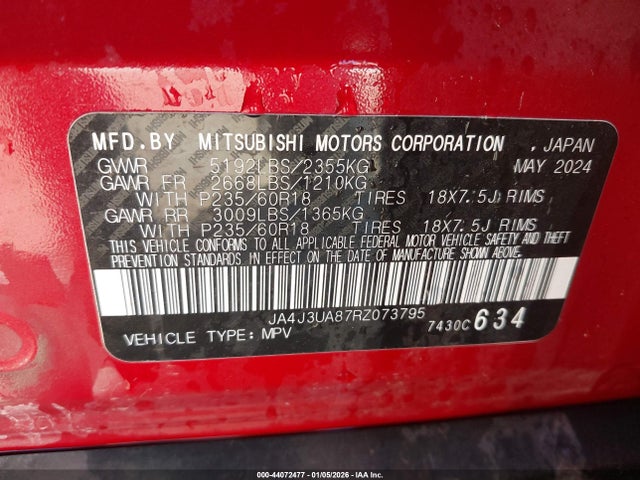 MFD.BY MITSUBISHI MOTORS CORPORATION , JAPAN
GVWR 5192LBS/2355KG MAY 2024
GAWR FR 2668LBS/1210KG
WITH P235/60R18 TIRES 18X7.5J RIMS
GAWR RR 3009LBS/1365KG
WITH P235/60R18 TIRES 18X7.5J RIMS
THIS VEHICLE CONFORMS TO ALL APPLICABLE FEDERAL MOTOR VEHICLE SAFETY AND THEFT
PREVENTION STANDARDS. IN EFFECT ON THE DATE OF MANUFACTURE SHOWN ABOVE.
JA4J3UA87RZ073795
VEHICLE TYPE: MPV 7430C 634
000-44072477 - 01/05/2026 - © IAA, Inc.